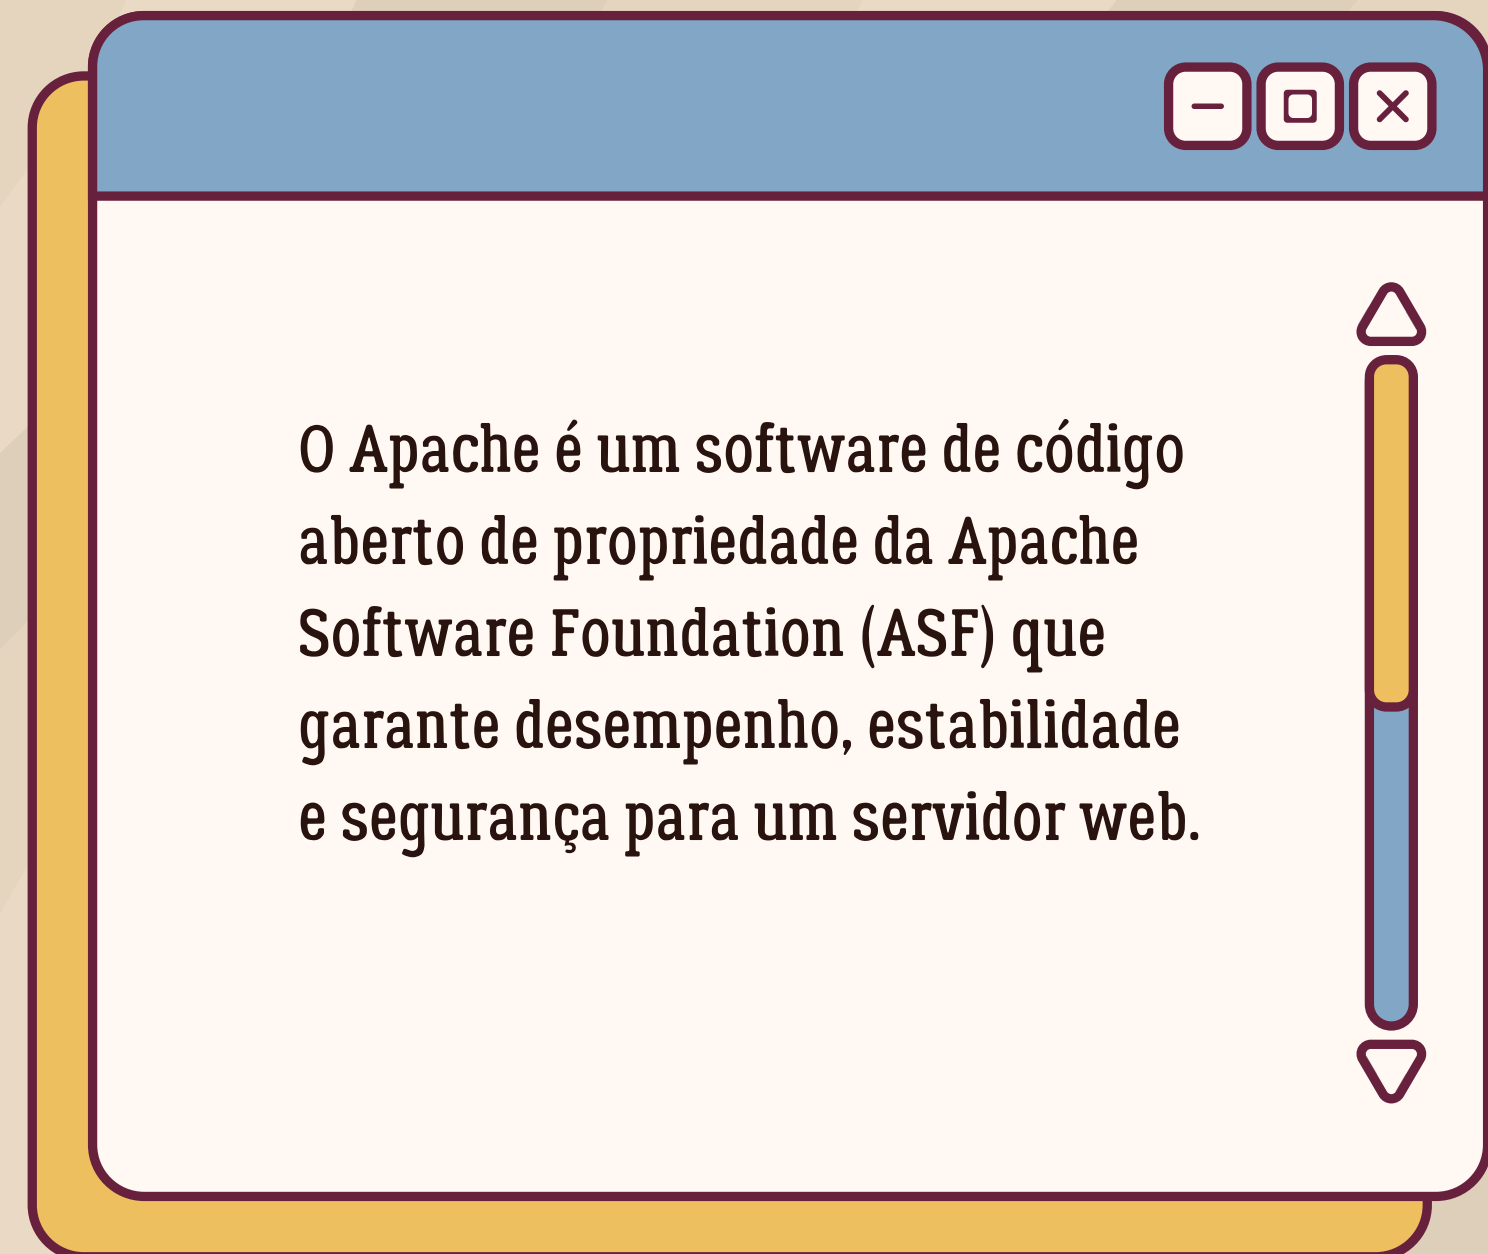 O Apache é um software de código
aberto de propriedade da Apache
Software Foundation (ASF) que
garante desempenho, estabilidade
e segurança para um servidor web.